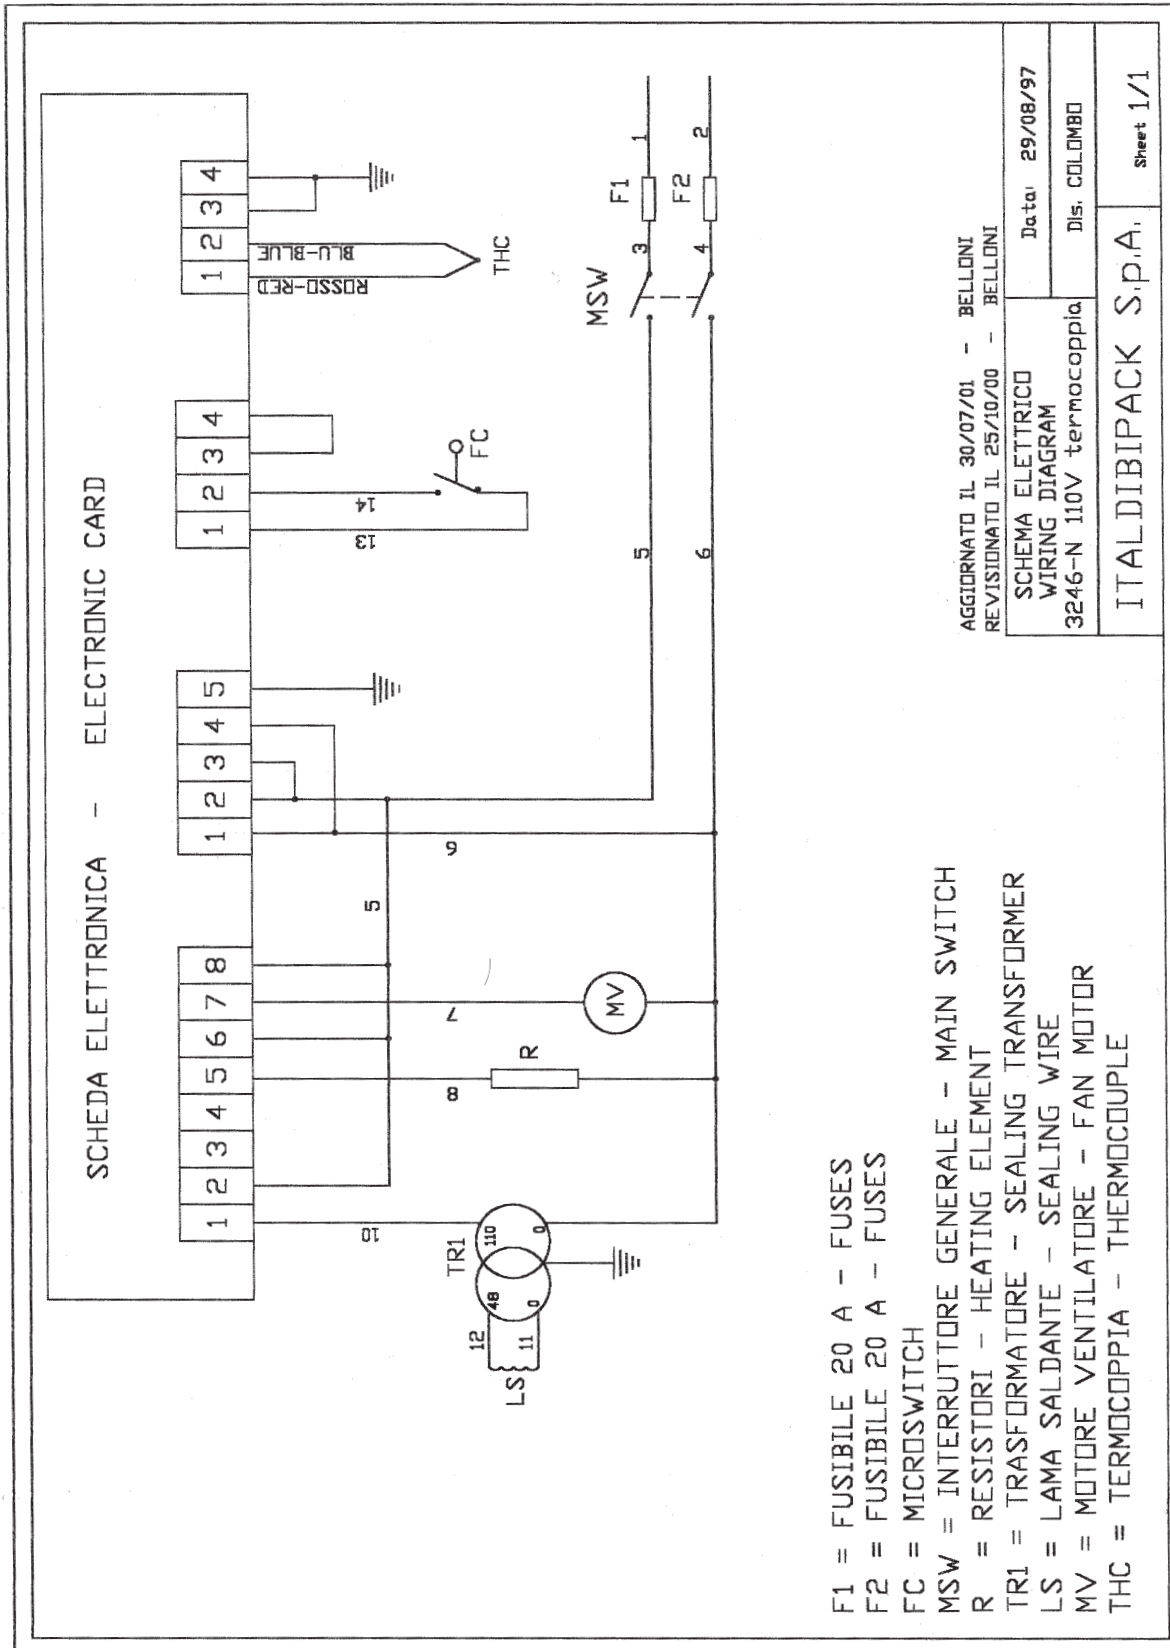 SCHEDA ELETTRONICA - ELECTRONIC CARD
1 2 3 4 5 6 7 8
1 2 3 4 5
1 2 3 4
1 2 3 4
10
8
7
5
6
13
14
ROSSO-RED
BLU-BLUE
THC
FC
TR1
110
0
48
0
12
11
LS
R
MV
MSW
5
6
3
4
F1
F2
1
2
F1 = FUSIBILE 20 A - FUSES
F2 = FUSIBILE 20 A - FUSES
FC = MICROSWITCH
MSW = INTERRUTTORE GENERALE - MAIN SWITCH
R = RESISTORI - HEATING ELEMENT
TR1 = TRASFORMATORE - SEALING TRANSFORMER
LS = LAMA SALDANTE - SEALING WIRE
MV = MOTORE VENTILATORE - FAN MOTOR
THC = TERMOCOPPIA - THERMOCOUPLE
AGGIORNATO IL 30/07/01 - BELLONI
REVISIONATO IL 25/10/00 - BELLONI
SCHEMA ELETTRICO
WIRING DIAGRAM
3246-N 110V termocoppia
Data: 29/08/97
Dis. COLOMBO
ITALDIBIPACK S.p.A.
Sheet 1/1